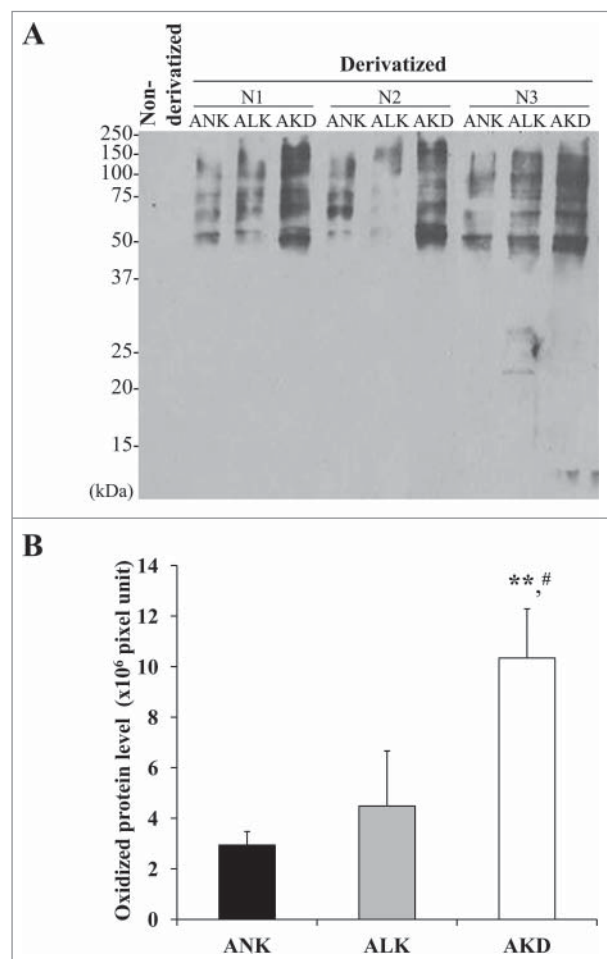 A
Non-
derivatized
Derivatized
N1 N2 N3
ANK ALK AKD ANK ALK AKD ANK ALK AKD
250
150
100
75
50
37
25
20
15
(kDa)
B
Oxidized protein level (x10⁶ pixel unit)
14
12
10
8
6
4
2
0
**,#
ANK ALK AKD